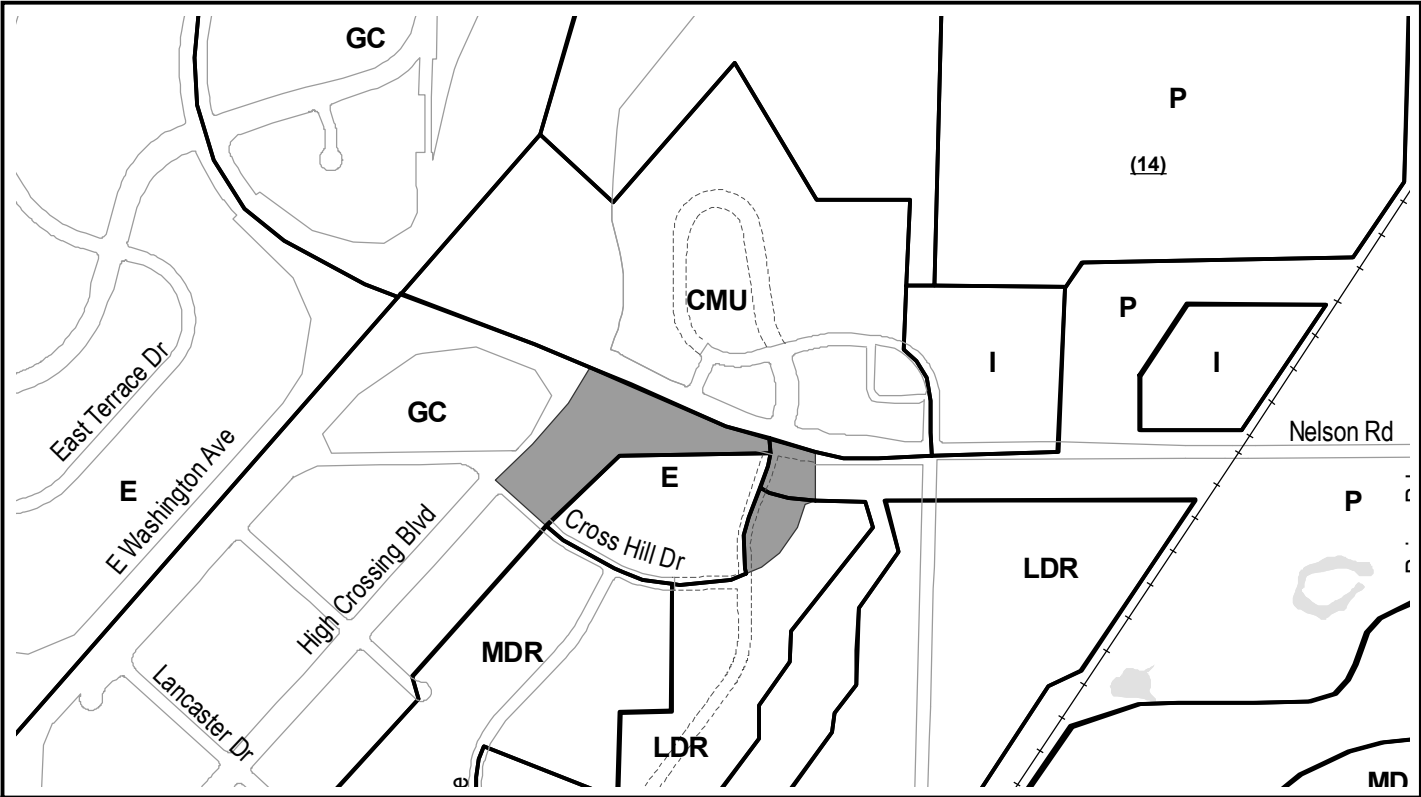 GC
P
(14)
CMU
P
I
I
East Terrace Dr
GC
Nelson Rd
E
E
P
E Washington Ave
Cross Hill Dr
High Crossing Blvd
LDR
MDR
Lancaster Dr
LDR
MD
e